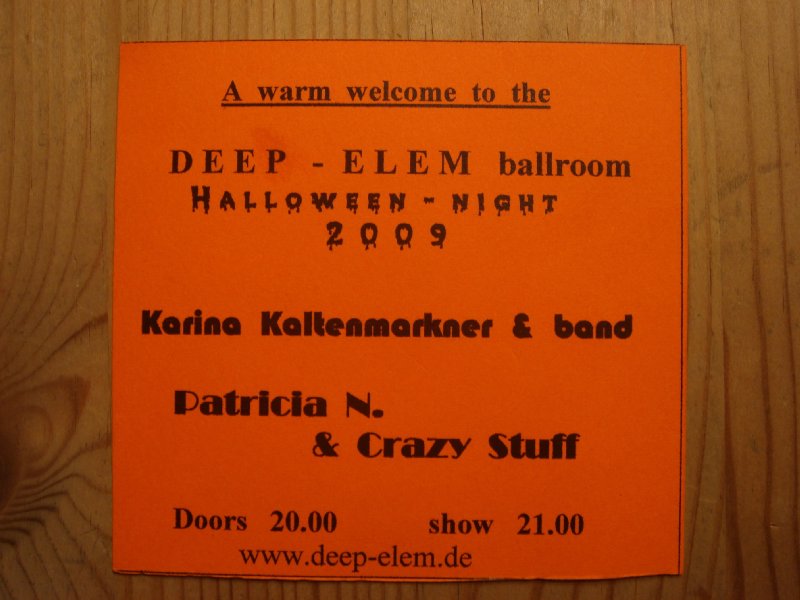 A warm welcome to the
DEEP - ELEM ballroom
HALLOWEEN - NIGHT
2009
Karina Kaltenmarkner & band
Patricia N.
& Crazy Stuff
Doors 20.00 show 21.00
www.deep-elem.de